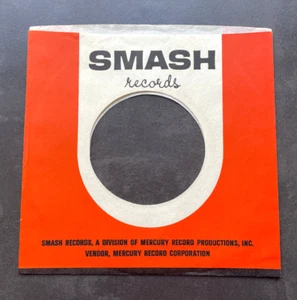 SMASH
records
SMASH RECORDS, A DIVISION OF MERCURY RECORD PRODUCTIONS, INC.
VENDOR, MERCURY RECORD CORPORATION